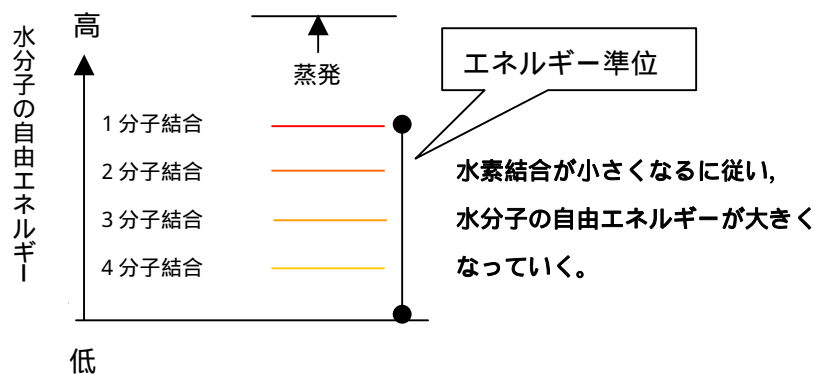 水分子の自由エネルギー
高
蒸発
エネルギー準位
1 分子結合
2 分子結合
3 分子結合
4 分子結合
水素結合が小さくなるに従い,
水分子の自由エネルギーが大きく
なっていく。
低